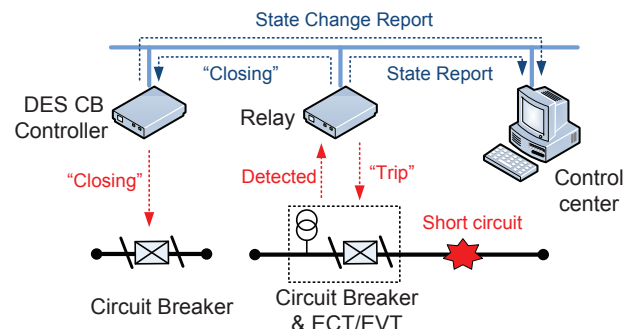 State Change Report
“Closing”
State Report
DES CB
Controller
Relay
“Closing”
Detected
“Trip”
Control
center
Short circuit
Circuit Breaker
Circuit Breaker
& ECT/EVT